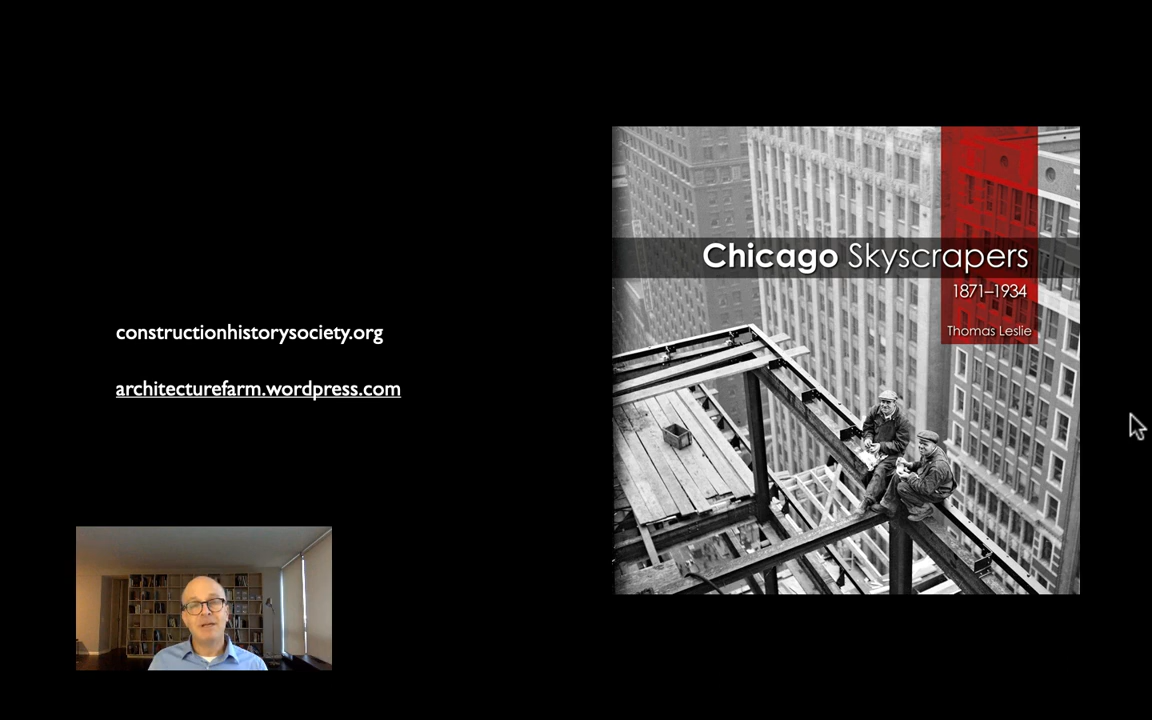 constructionhistorysociety.org
architecturefarm.wordpress.com
Chicago Skyscrapers
1871–1934
Thomas Leslie